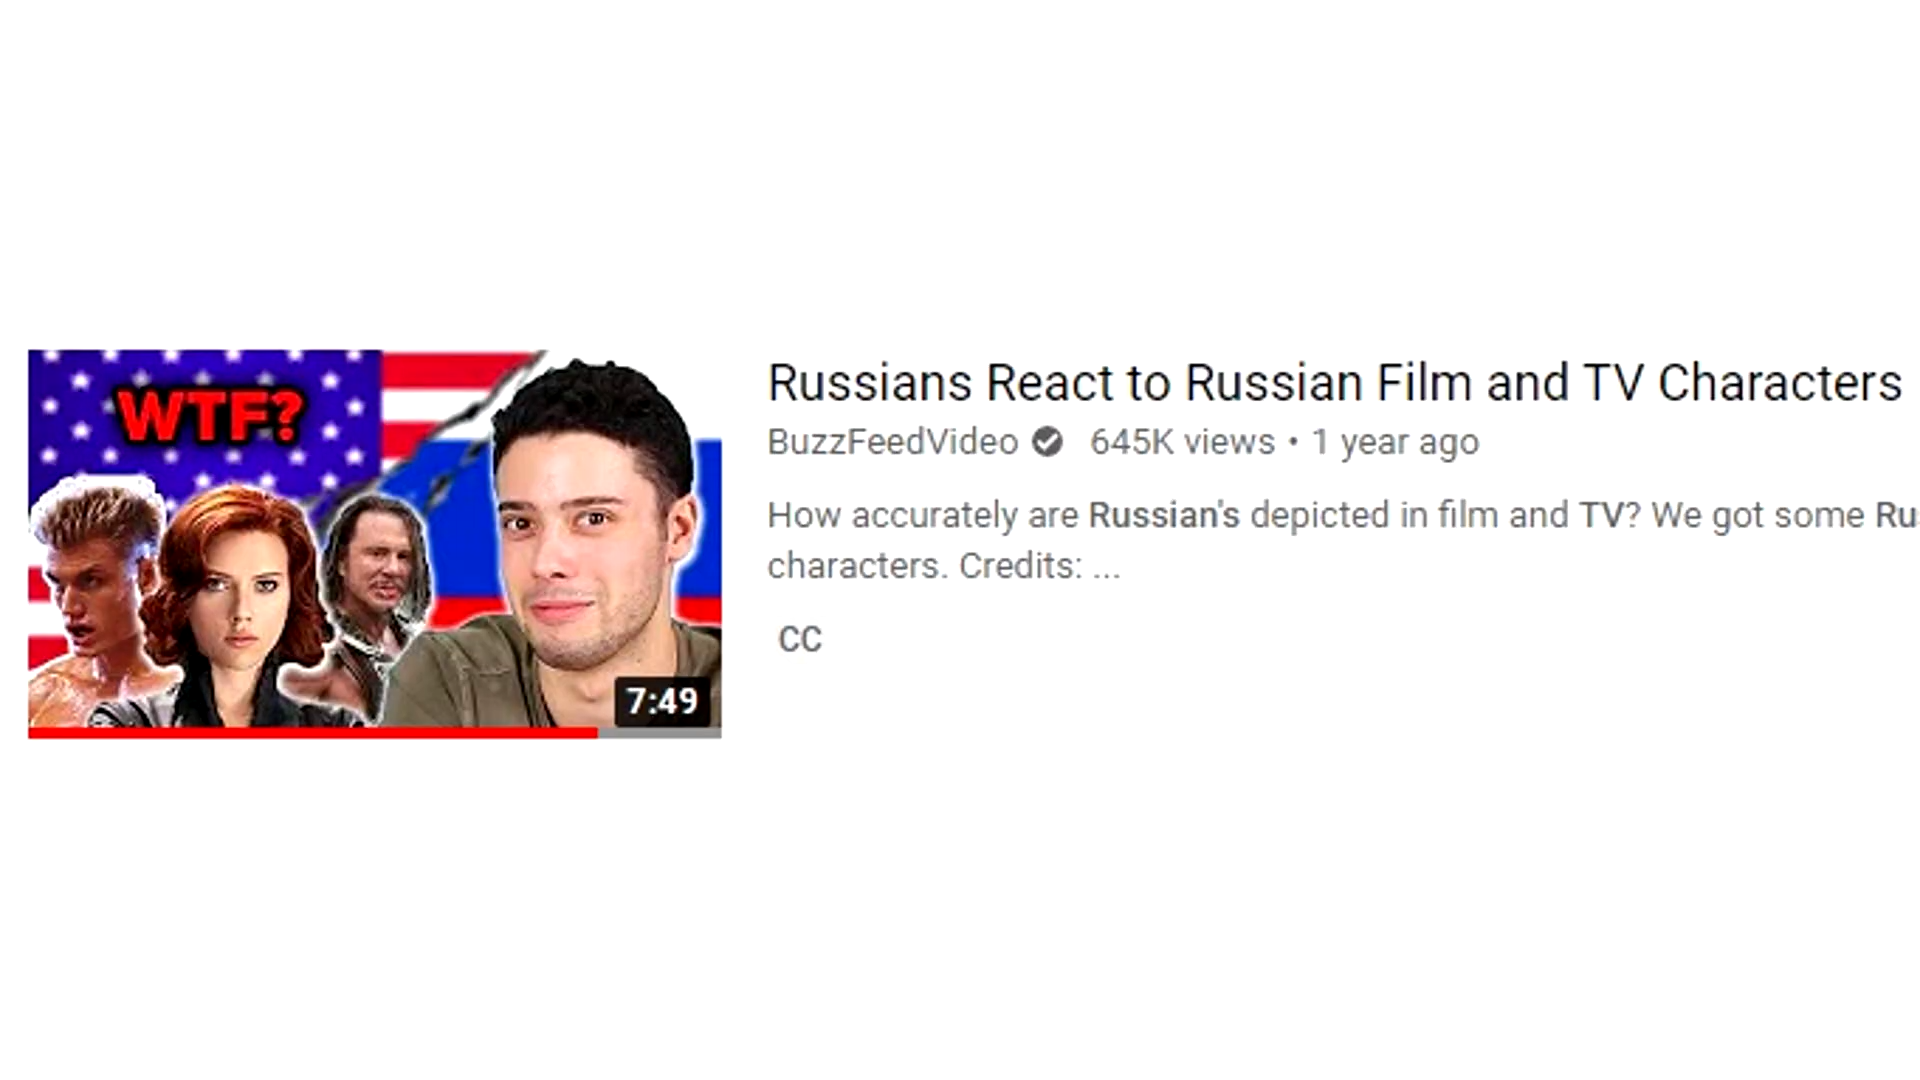 WTF?
7:49
Russians React to Russian Film and TV Characters
BuzzFeedVideo 645K views • 1 year ago
How accurately are Russian's depicted in film and TV? We got some Ru
characters. Credits: ...
CC